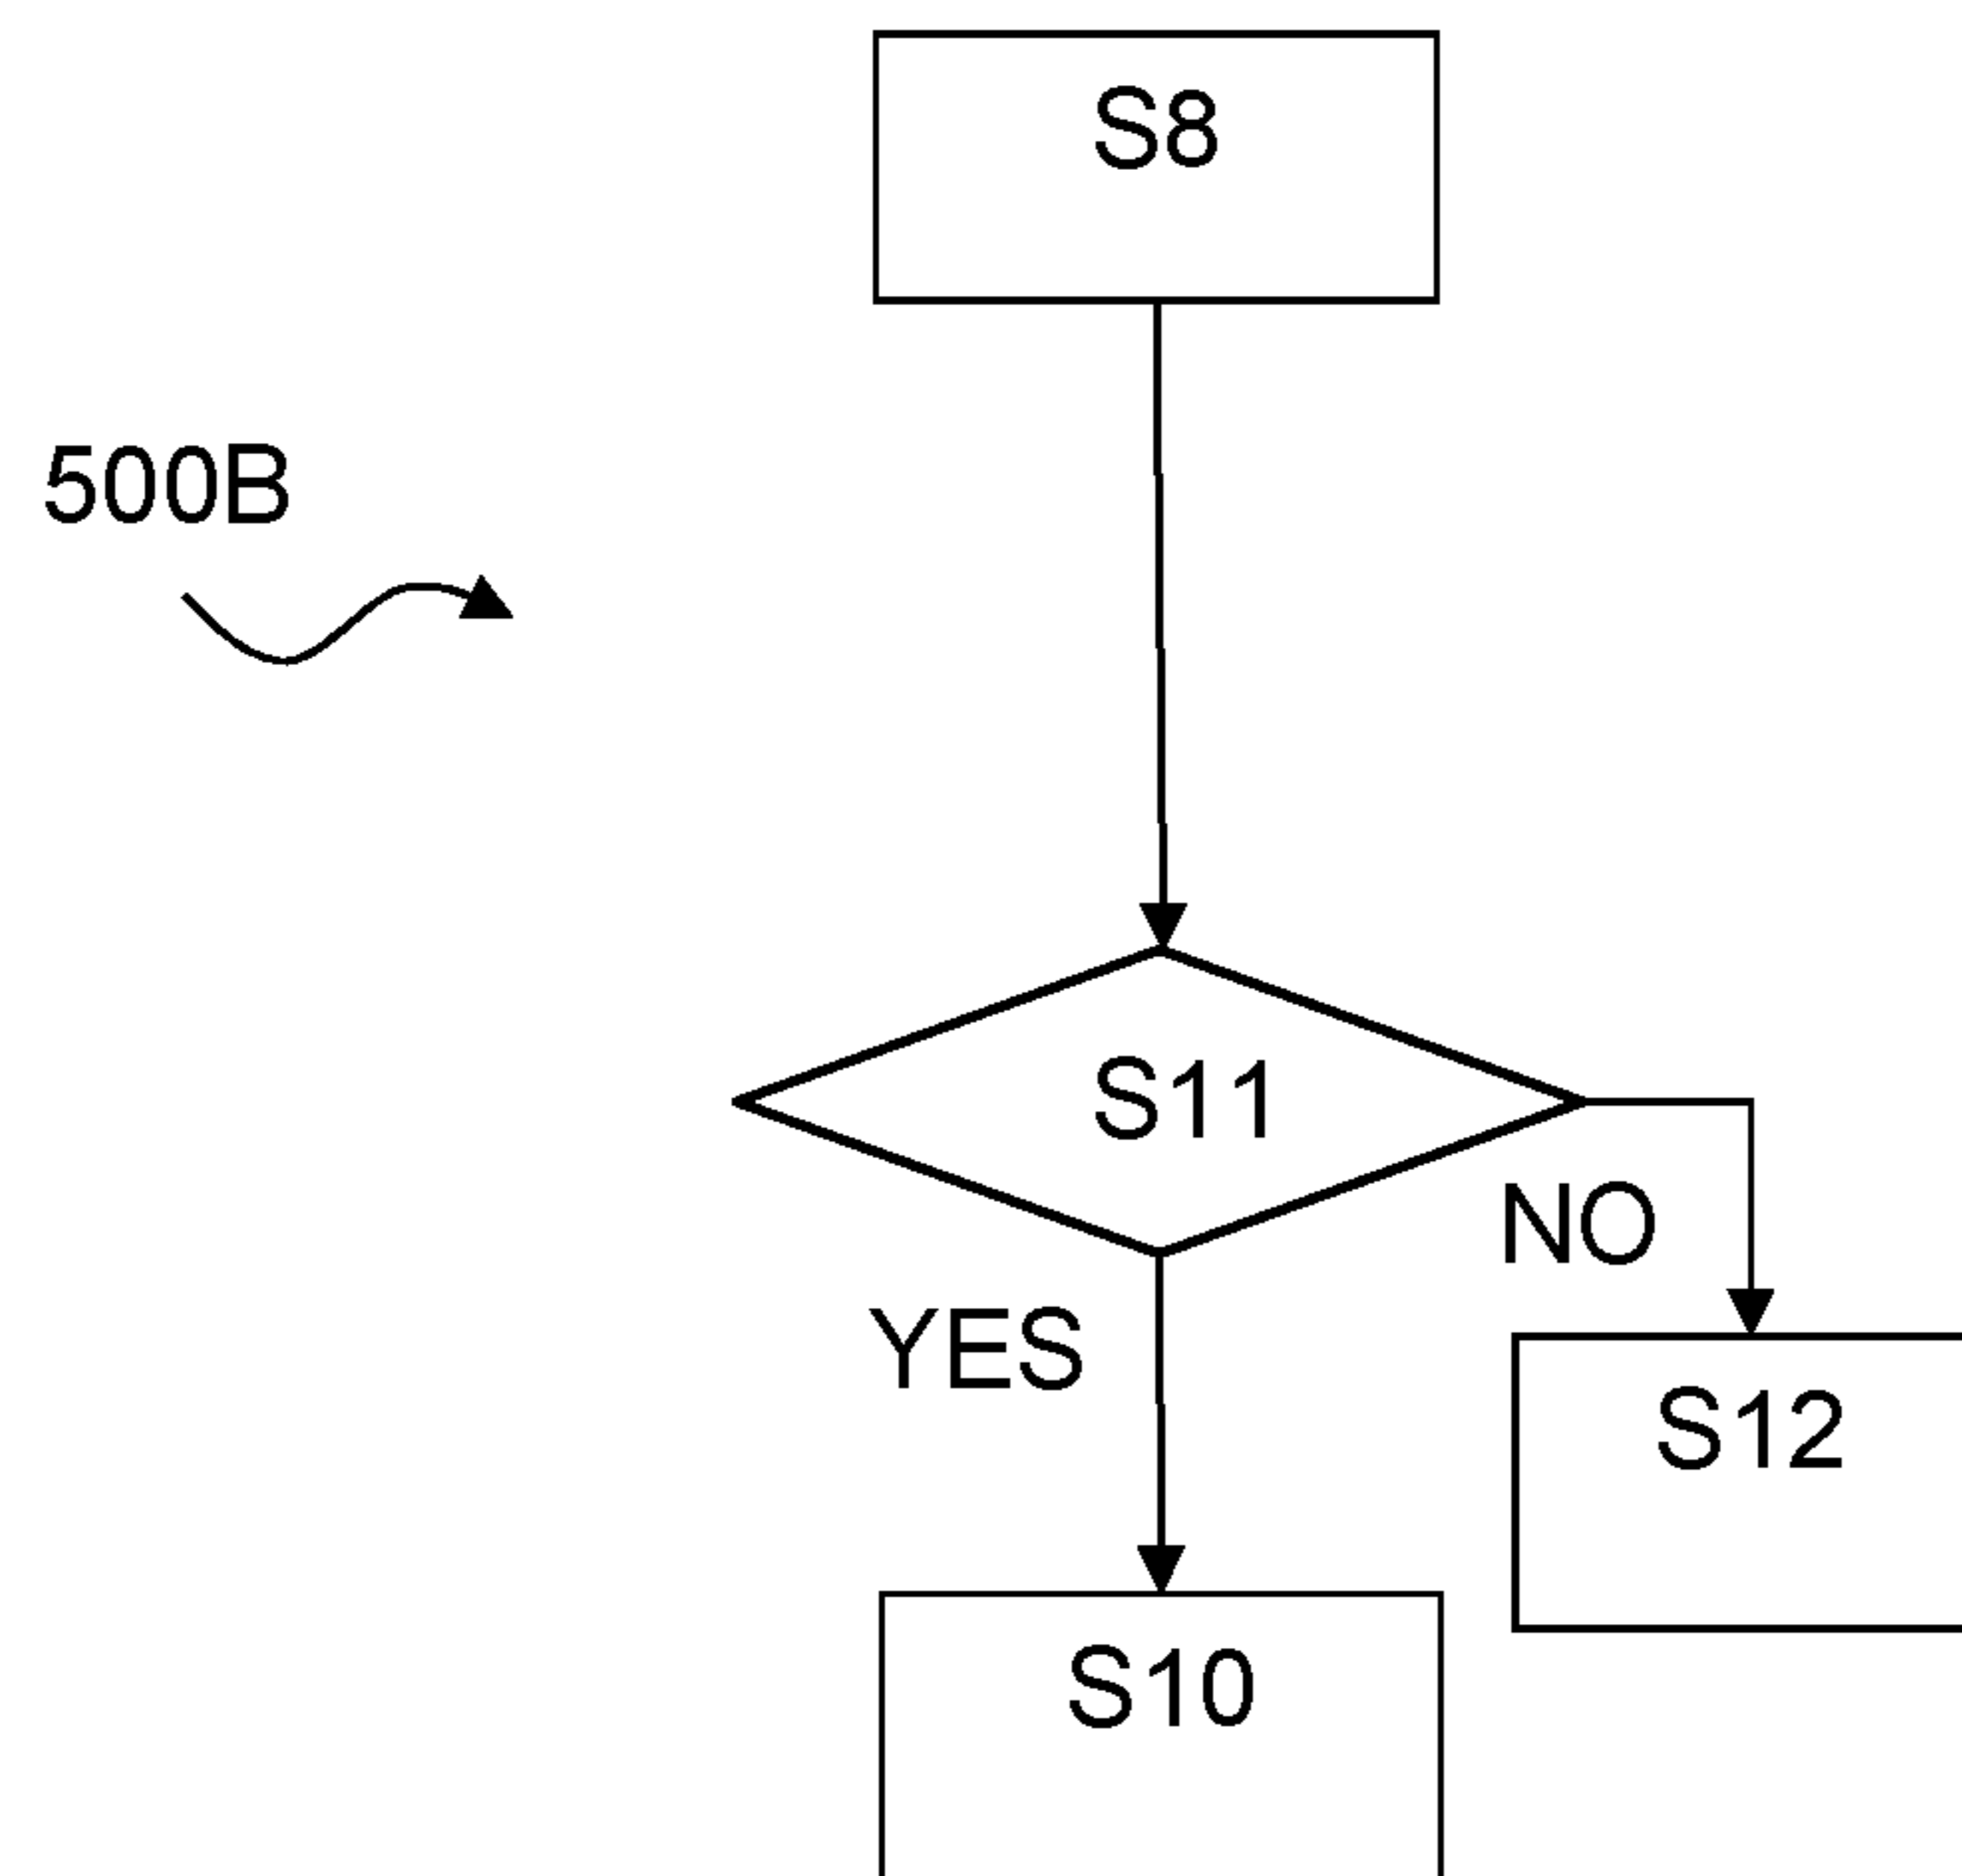 S8
500B
S11
NO
YES
S12
S10